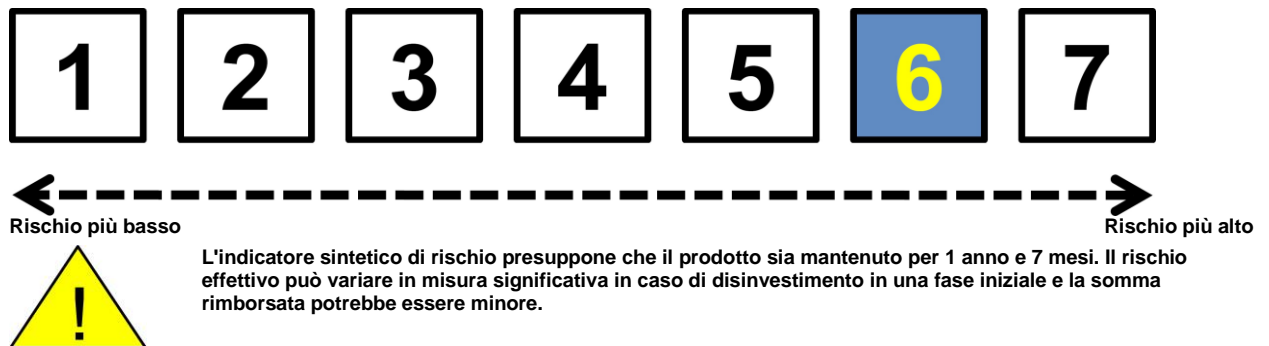 1 2 3 4 5 6 7
Rischio più basso Rischio più alto
L'indicatore sintetico di rischio presuppone che il prodotto sia mantenuto per 1 anno e 7 mesi. Il rischio
effettivo può variare in misura significativa in caso di disinvestimento in una fase iniziale e la somma
rimborsata potrebbe essere minore.
!